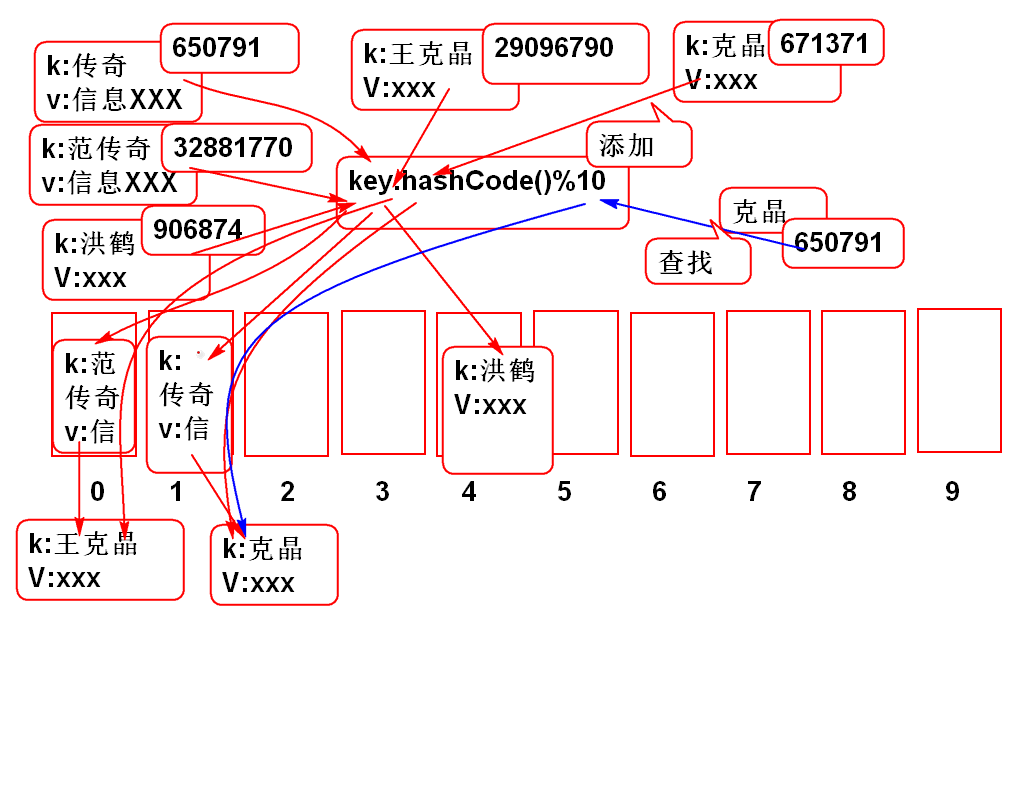 k:传奇
v:信息XXX
650791
k:王克晶
V:xxx
29096790
k:克晶
V:xxx
671371
添加
k:范传奇
v:信息XXX
32881770
key.hashCode()%10
k:洪鹤
V:xxx
906874
克晶
650791
查找
k:范
传奇
v:信
k:
传奇
v:信
k:洪鹤
V:xxx
0 1 2 3 4 5 6 7 8 9
k:王克晶
V:xxx
k:克晶
V:xxx